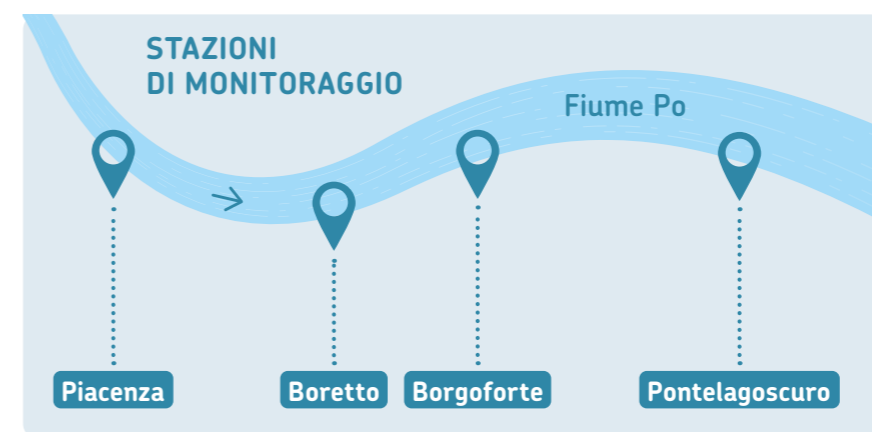 STAZIONI
DI MONITORAGGIO
Fiume Po
Piacenza
Boretto
Borgoforte
Pontelagoscuro